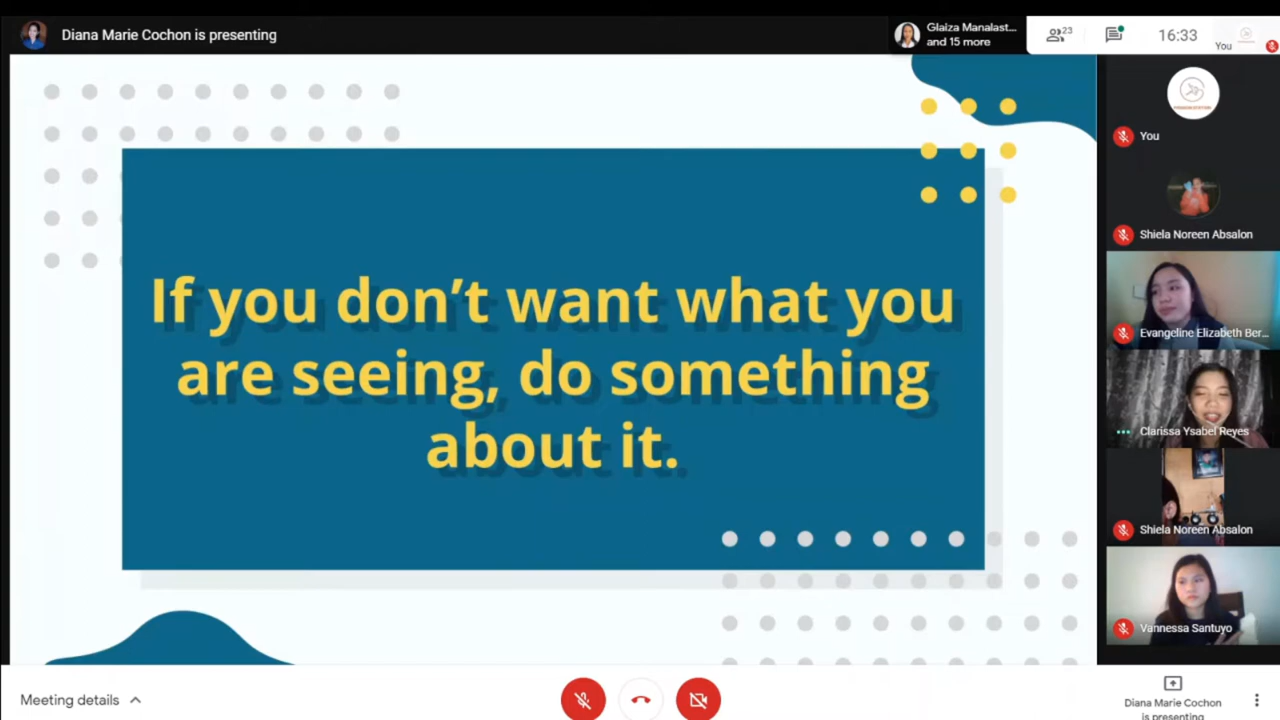 Diana Marie Cochon is presenting
Glaiza Manalast...
and 15 more
23
16:33
You
You
Shiela Noreen Absalon
Evangeline Elizabeth Ber...
Clarissa Ysabel Reyes
Shiela Noreen Absalon
Vannessa Santuyo
If you don’t want what you
are seeing, do something
about it.
Meeting details
Diana Marie Cochon
is presenting